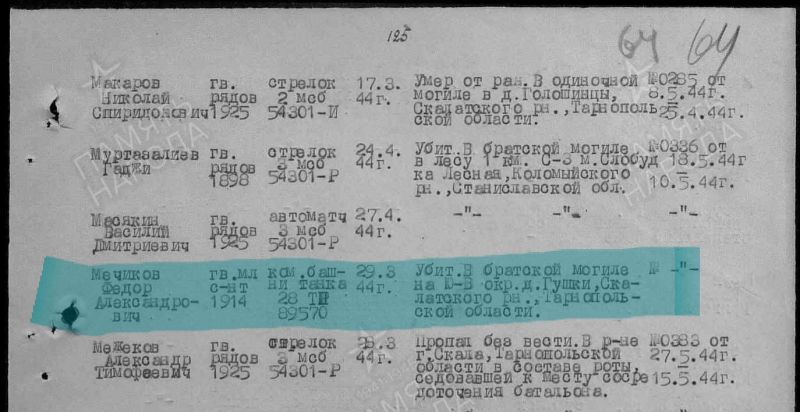 125
64 64
Макаров гв. стрелок 17.3. Умер от ран. В одиночной №0285 от
Николай рядов 2 мсб 44г. могиле в д. Голошинцы, 8.5.44г.
Спиридонович 1925 54301-И Скалатского рн., Тарнополь 25.4.44г.
ской области.
Муртазалиев гв. стрелок 24.4. Убит. В братской могиле №0386 от
Гаджи рядов 3 мсб 44г. в лесу 1 км. С-З м. Слобуд 18.5.44г
1898 54301-Р ка Лесная, Коломыйского
рн., Станиславской обл. 10.5.44г.
Масякин гв. автоматч 27.4. -"- -"- -"-
Василий рядов 3 мсб 44г.
Дмитриевич 1925 54301-Р
Мечиков гв.мл ком.баш- 29.3 Убит. В братской могиле № -"-
Федор с-нт ни танка 44г. на Ю-В окр.д.Гушки, Ска-
Александро- 1914 28 ТП латского рн., Тарнополь-
вич 89570 ской области.
Межеков гв. стрелок 28.3 Пропал без вести. В р-не №0383 от
Александр рядов 3 мсб 44г. г.Скала, Тарнопольской 27.5.44г.
Тимофеевич 1925 54301-Р области в составе роты,
седовавшей к месту сосре 15.5.44г.
доточения батальона.
ПАМЯТЬ
НАРОДА